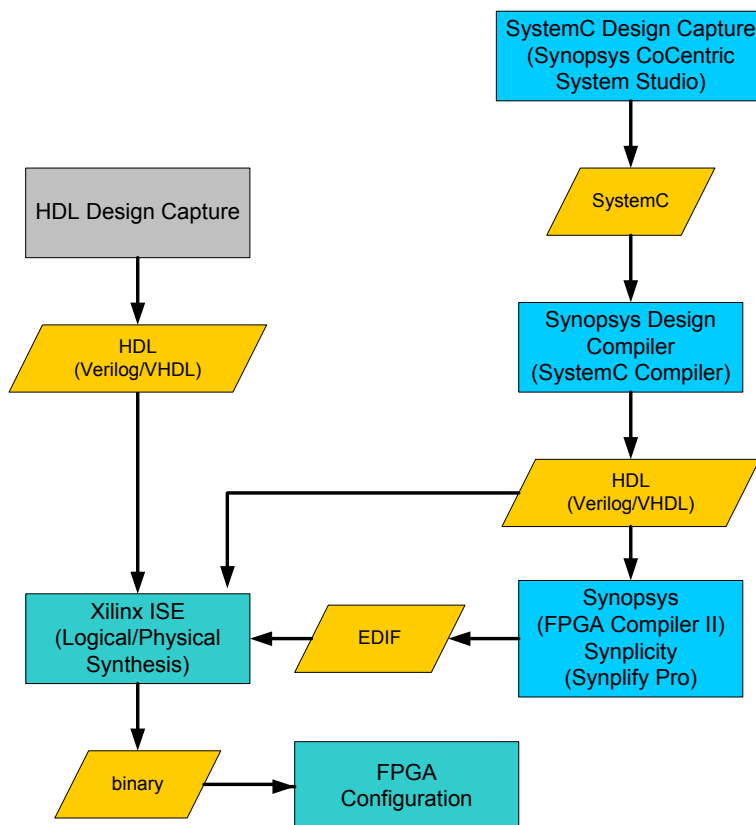 SystemC Design Capture
(Synopsys CoCentric
System Studio)
SystemC
HDL Design Capture
Synopsys Design
Compiler
(SystemC Compiler)
HDL
(Verilog/VHDL)
HDL
(Verilog/VHDL)
Xilinx ISE
(Logical/Physical
Synthesis)
EDIF
Synopsys
(FPGA Compiler II)
Synplicity
(Synplify Pro)
binary
FPGA
Configuration